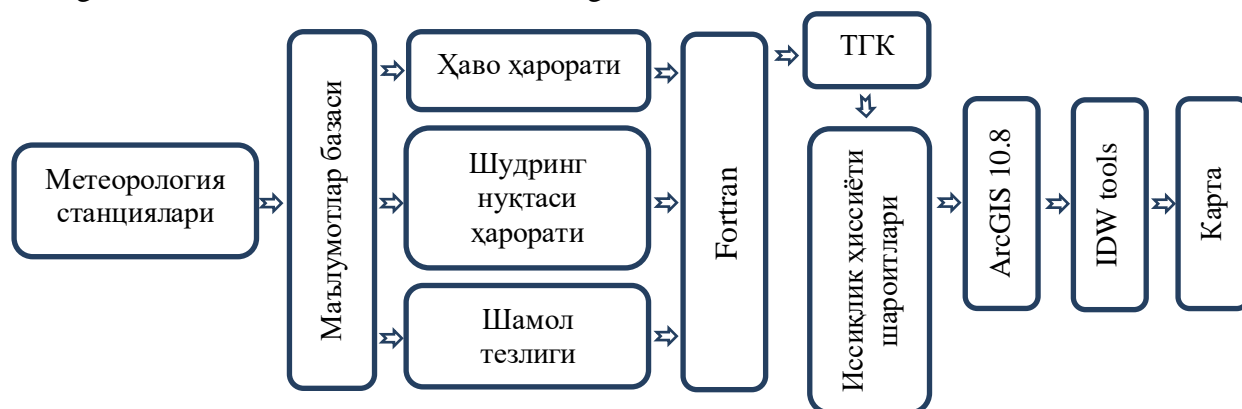 Метеорология
станциялари
Маълумотлар базаси
Ҳаво ҳарорати
Шудринг
нуқтаси
ҳарорати
Шамол
тезлиги
Fortran
ТГК
Иссиқлик ҳиссиёти
шароитлари
ArcGIS 10.8
IDW tools
Карта